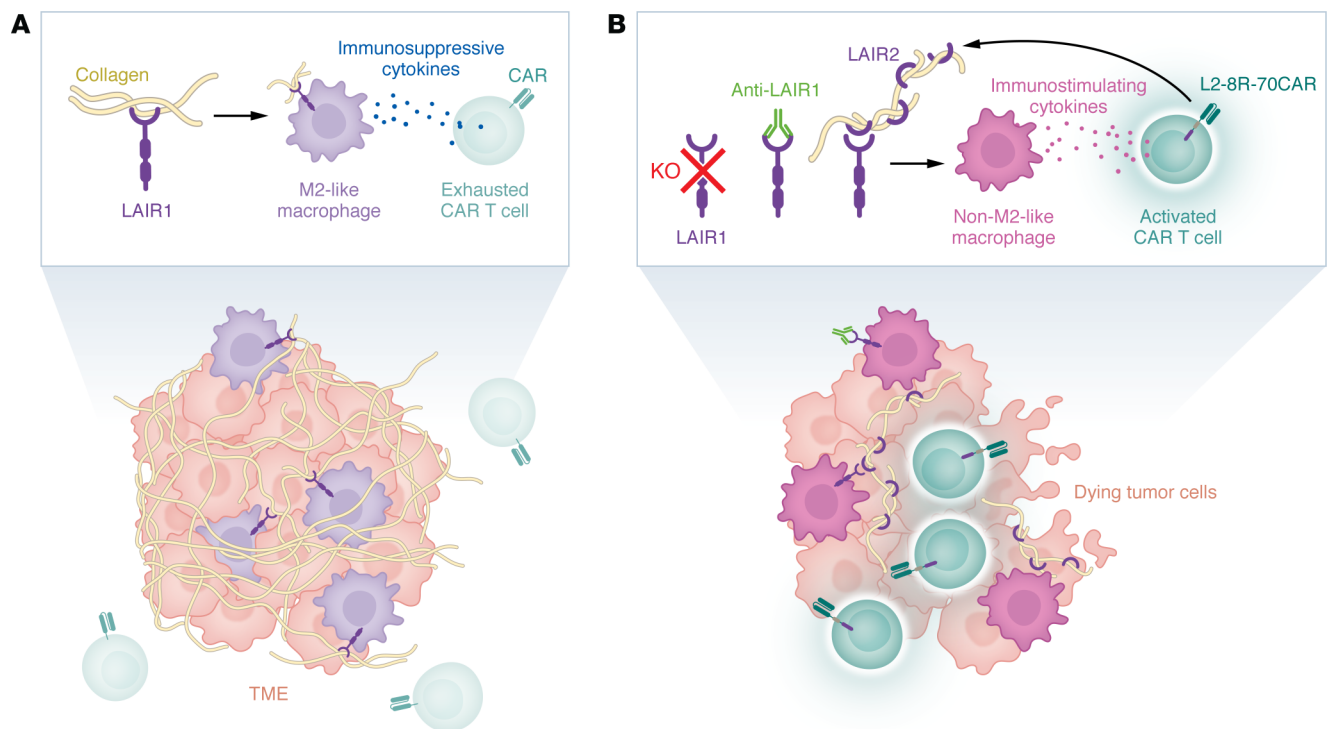 A
Collagen
LAIR1
Immunosuppressive
cytokines
CAR
M2-like
macrophage
Exhausted
CAR T cell
TME
B
LAIR2
Anti-LAIR1
KO
LAIR1
Immunostimulating
cytokines
L2-8R-70CAR
Non-M2-like
macrophage
Activated
CAR T cell
Dying tumor cells